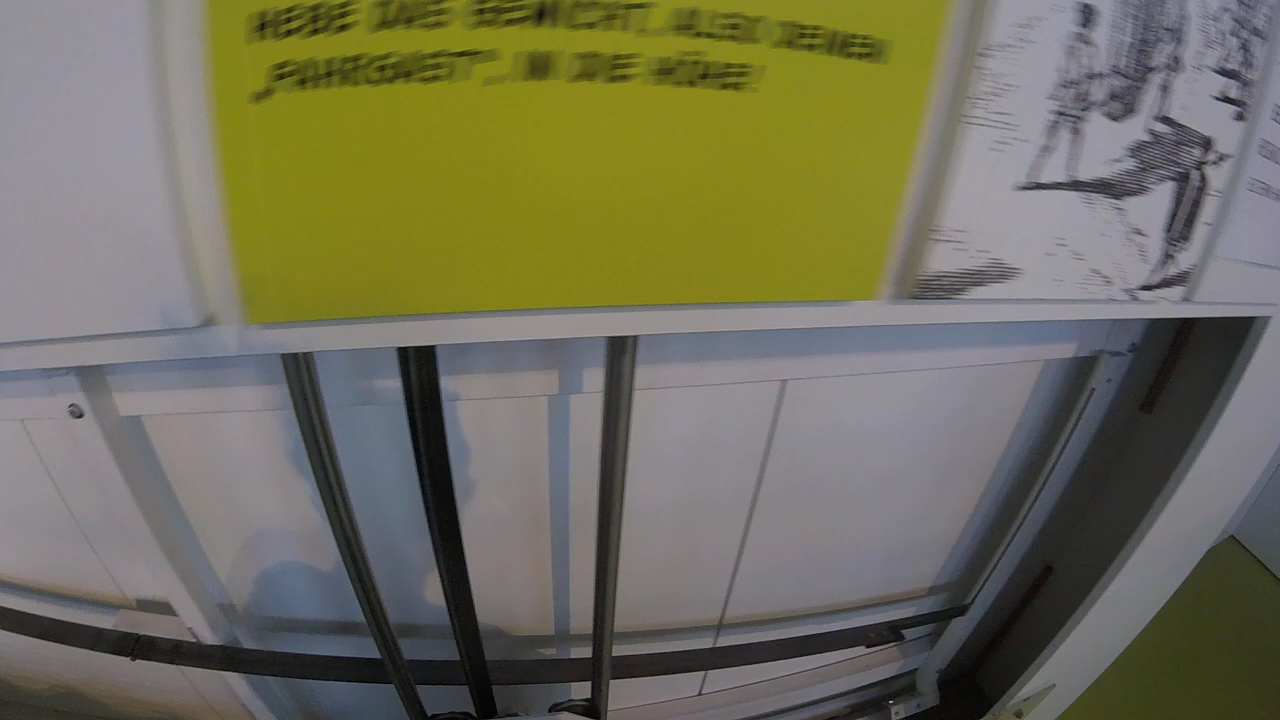 HEBE DAS GEWICHT, ALSO DEINEN
„FAHRGAST“, IN DIE HÖHE!